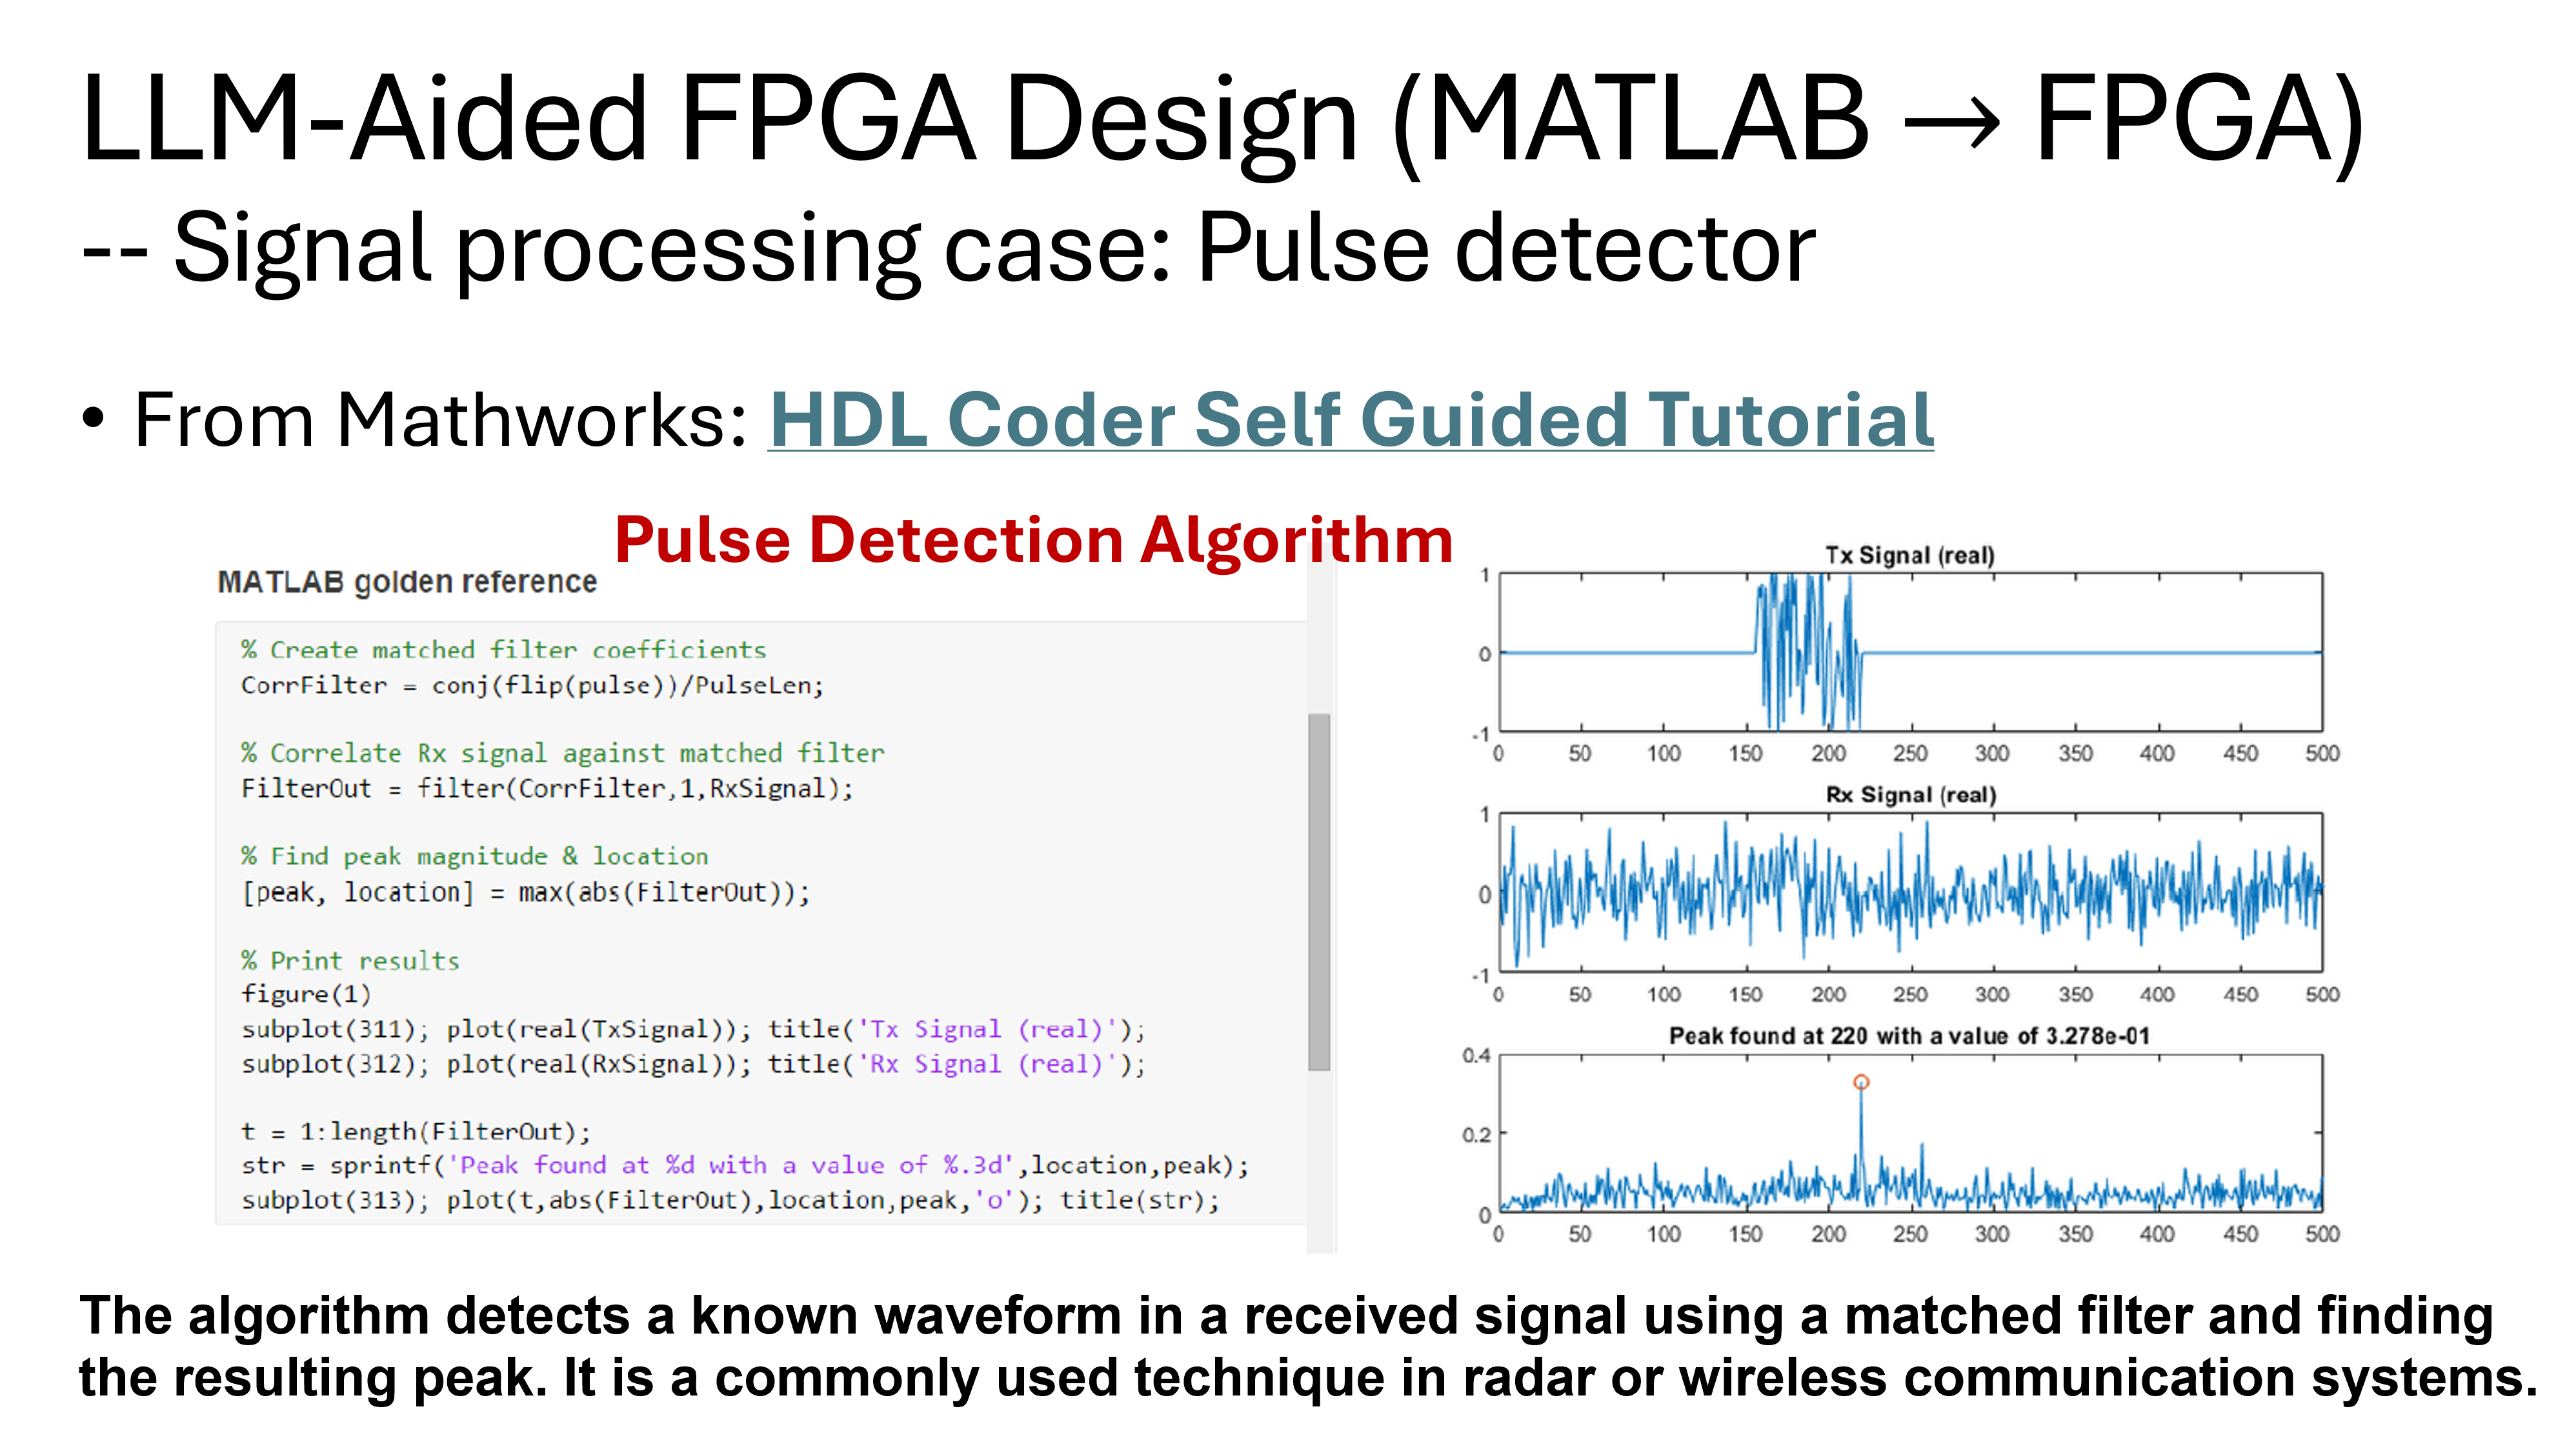 LLM-Aided FPGA Design (MATLAB → FPGA)
-- Signal processing case: Pulse detector
• From Mathworks: HDL Coder Self Guided Tutorial
Pulse Detection Algorithm
MATLAB golden reference
% Create matched filter coefficients
CorrFilter = conj(flip(pulse))/PulseLen;
% Correlate Rx signal against matched filter
FilterOut = filter(CorrFilter,1,RxSignal);
% Find peak magnitude & location
[peak, location] = max(abs(FilterOut));
% Print results
figure(1)
subplot(311); plot(real(TxSignal)); title('Tx Signal (real)');
subplot(312); plot(real(RxSignal)); title('Rx Signal (real)');
t = 1:length(FilterOut);
str = sprintf('Peak found at %d with a value of %.3d',location,peak);
subplot(313); plot(t,abs(FilterOut),location,peak,'o'); title(str);
Tx Signal (real)
1
0
-1
0 50 100 150 200 250 300 350 400 450 500
Rx Signal (real)
1
0
-1
0 50 100 150 200 250 300 350 400 450 500
Peak found at 220 with a value of 3.278e-01
0.4
0.2
0
0 50 100 150 200 250 300 350 400 450 500
The algorithm detects a known waveform in a received signal using a matched filter and finding
the resulting peak. It is a commonly used technique in radar or wireless communication systems.